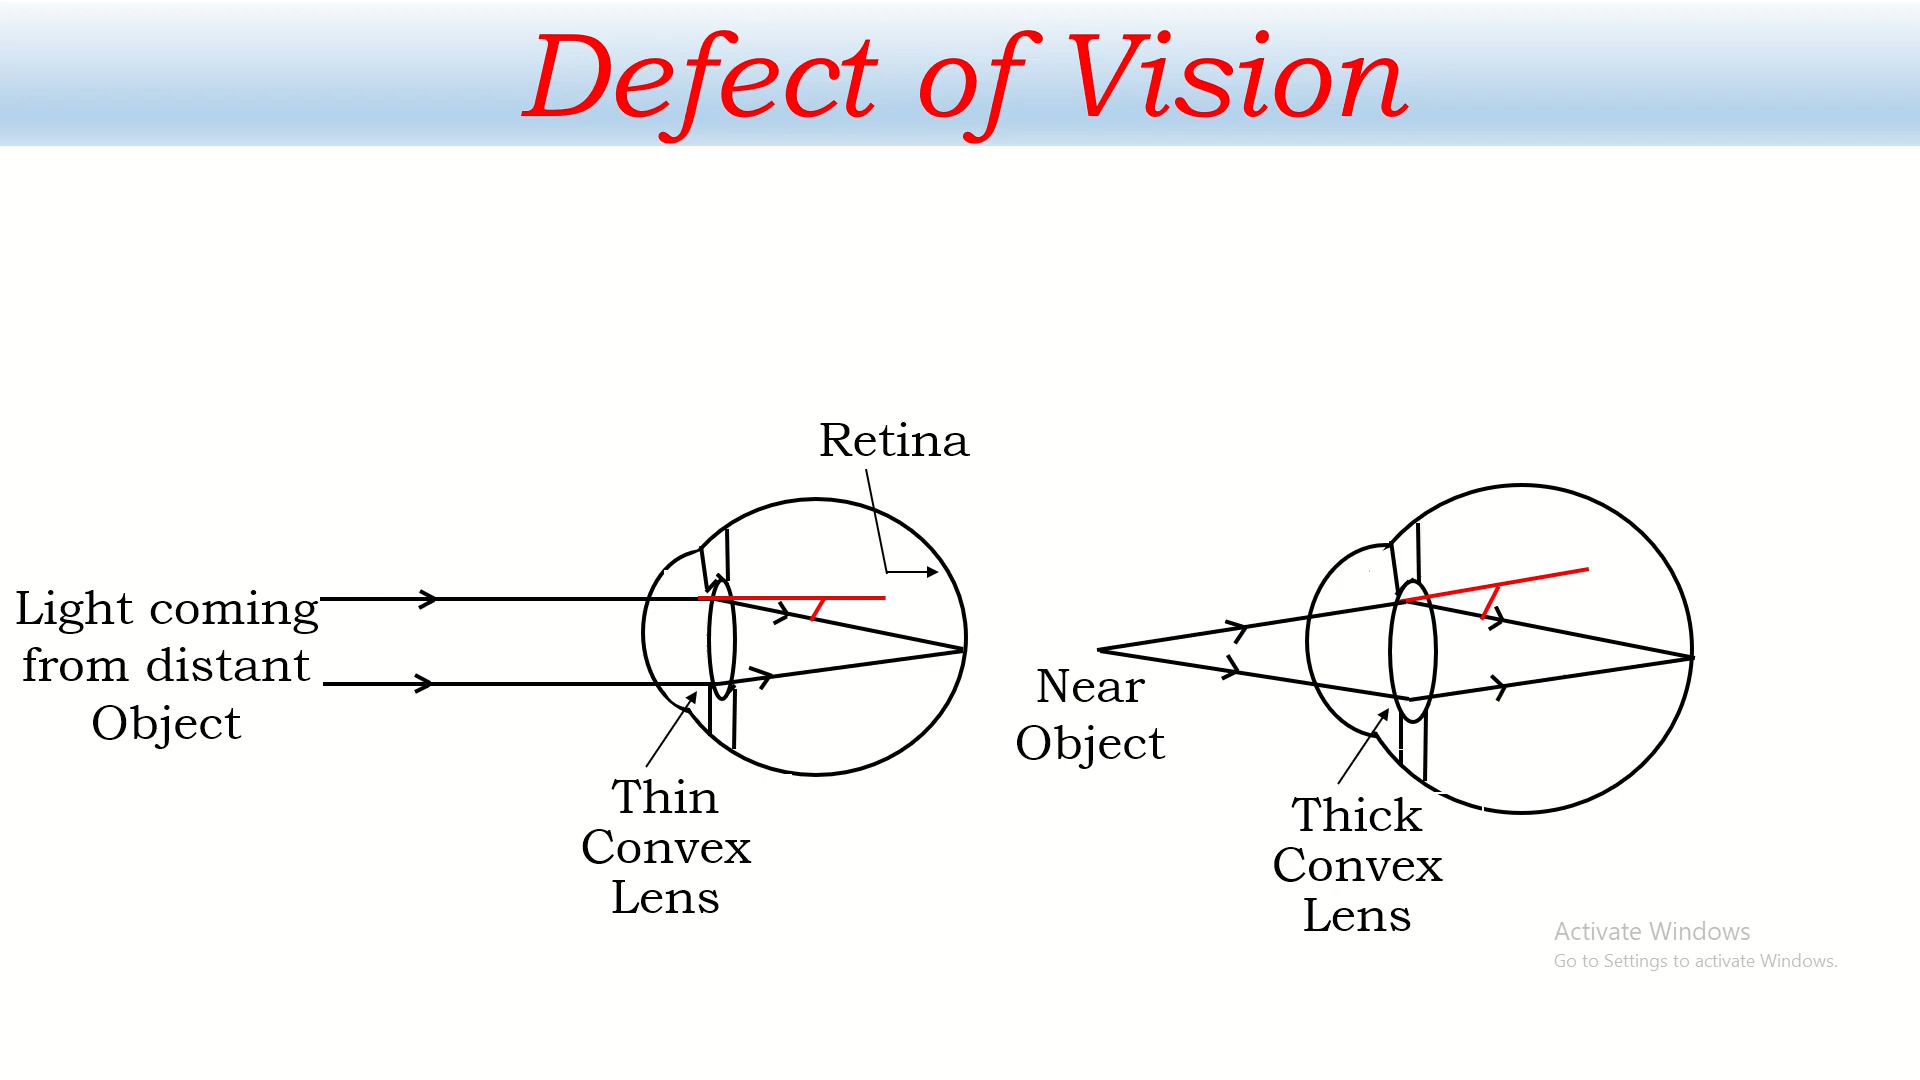 Defect of Vision
Retina
Light coming
from distant
Object
Thin
Convex
Lens
Near
Object
Thick
Convex
Lens
Activate Windows
Go to Settings to activate Windows.